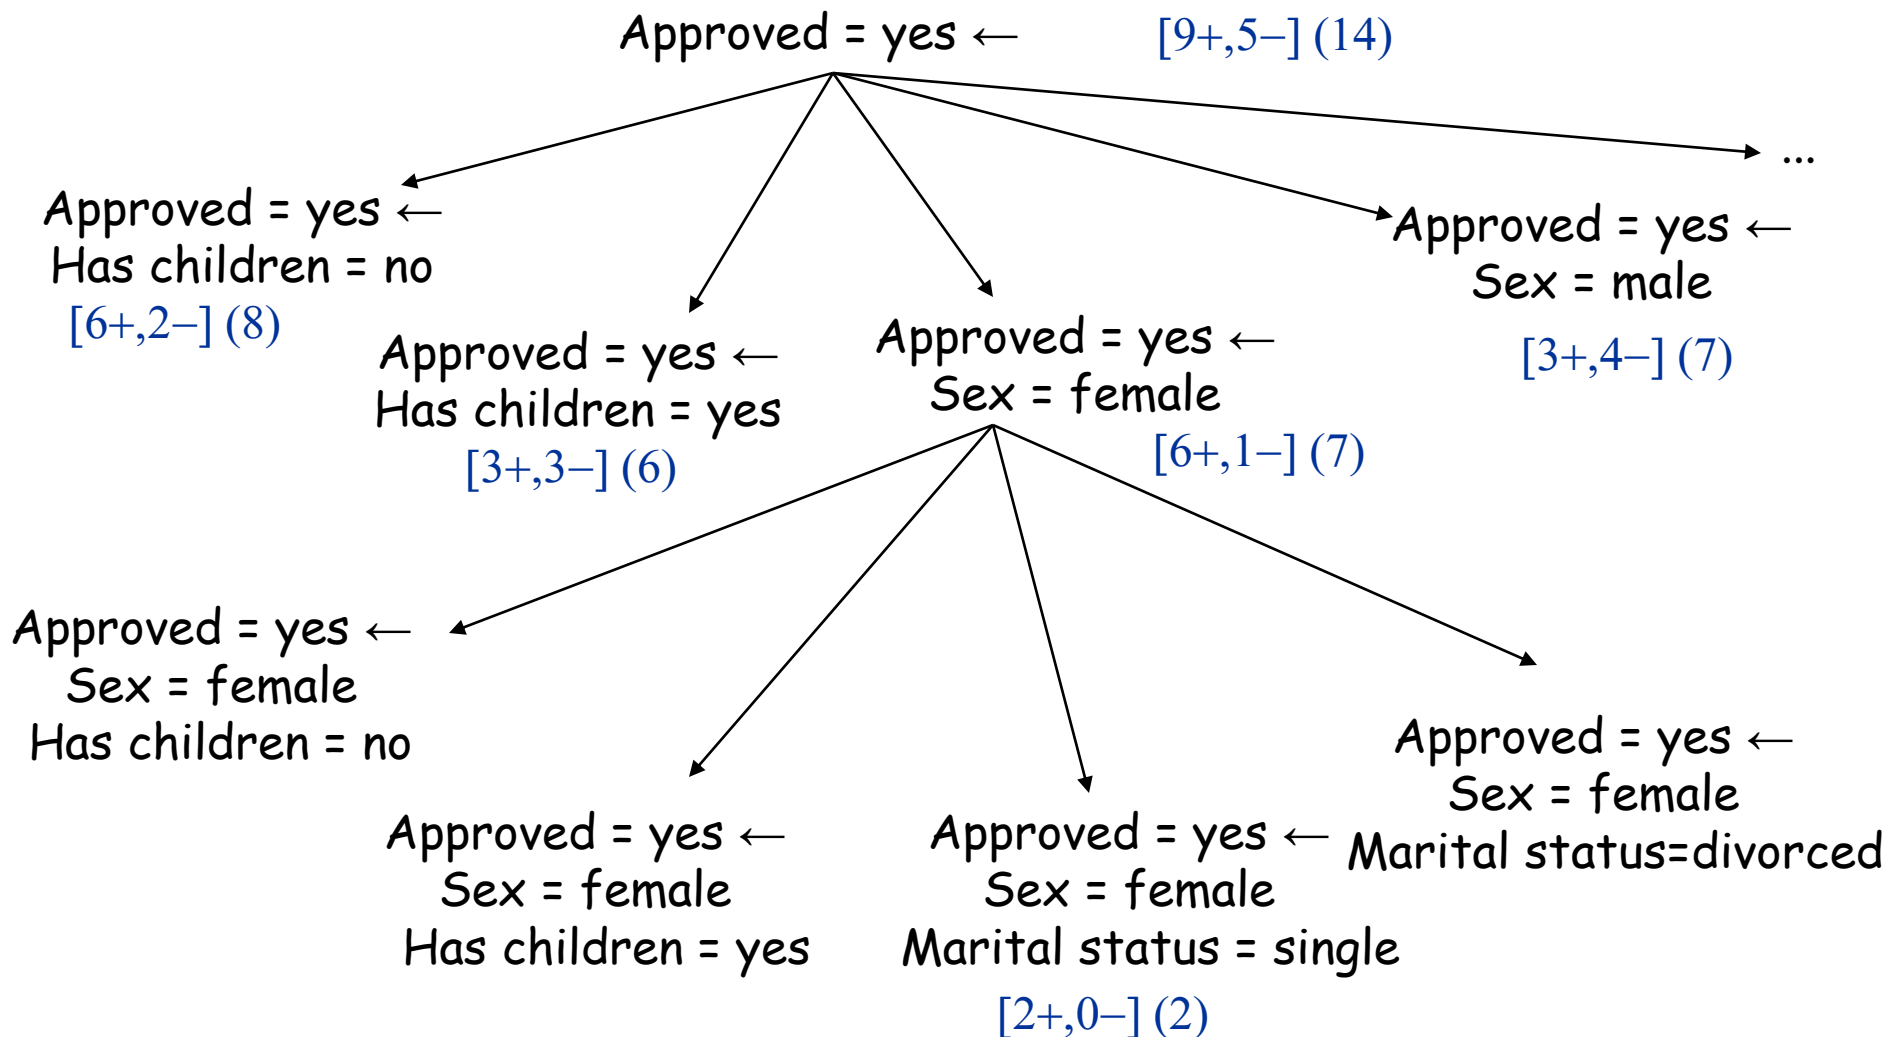 Approved = yes ← [9+,5−] (14)
...
Approved = yes ←
Has children = no
[6+,2−] (8)
Approved = yes ←
Has children = yes
[3+,3−] (6)
Approved = yes ←
Sex = female
[6+,1−] (7)
Approved = yes ←
Sex = male
[3+,4−] (7)
Approved = yes ←
Sex = female
Has children = no
Approved = yes ←
Sex = female
Has children = yes
Approved = yes ←
Sex = female
Marital status = single
[2+,0−] (2)
Approved = yes ←
Sex = female
Marital status=divorced